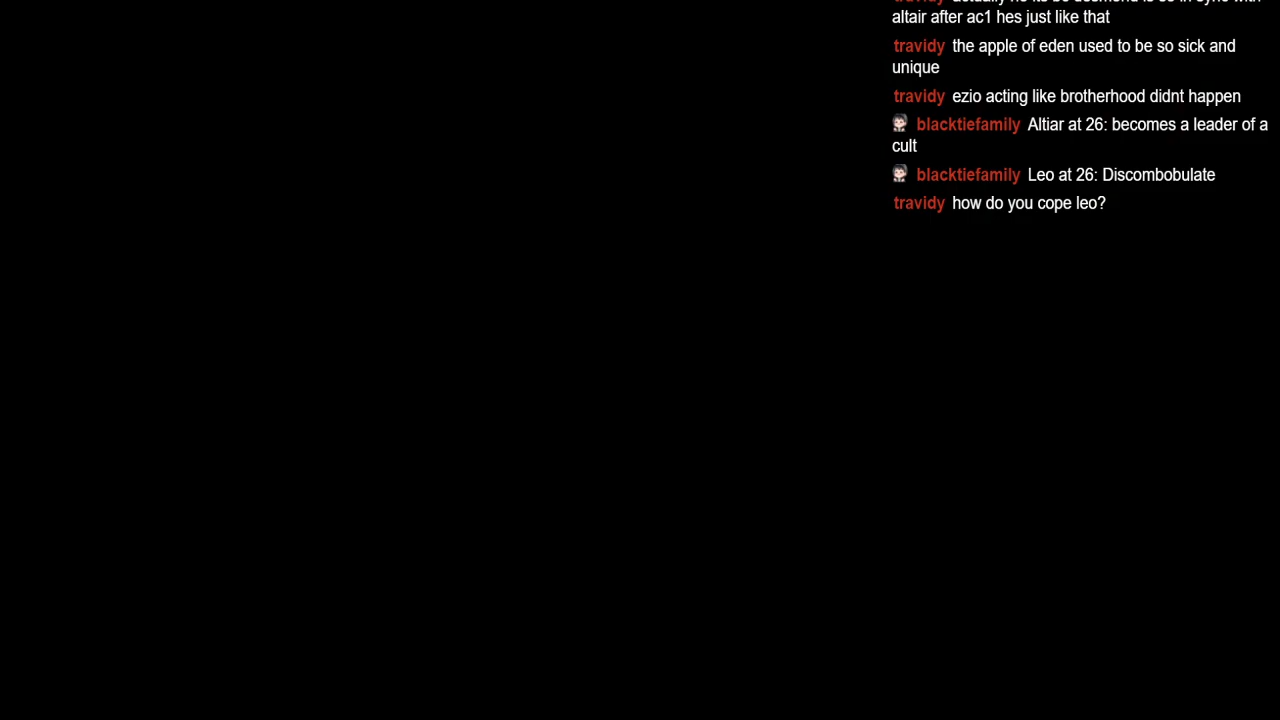 altair after ac1 hes just like that
travidy the apple of eden used to be so sick and
unique
travidy ezio acting like brotherhood didnt happen
blacktiefamily Altiar at 26: becomes a leader of a
cult
blacktiefamily Leo at 26: Discombobulate
travidy how do you cope leo?